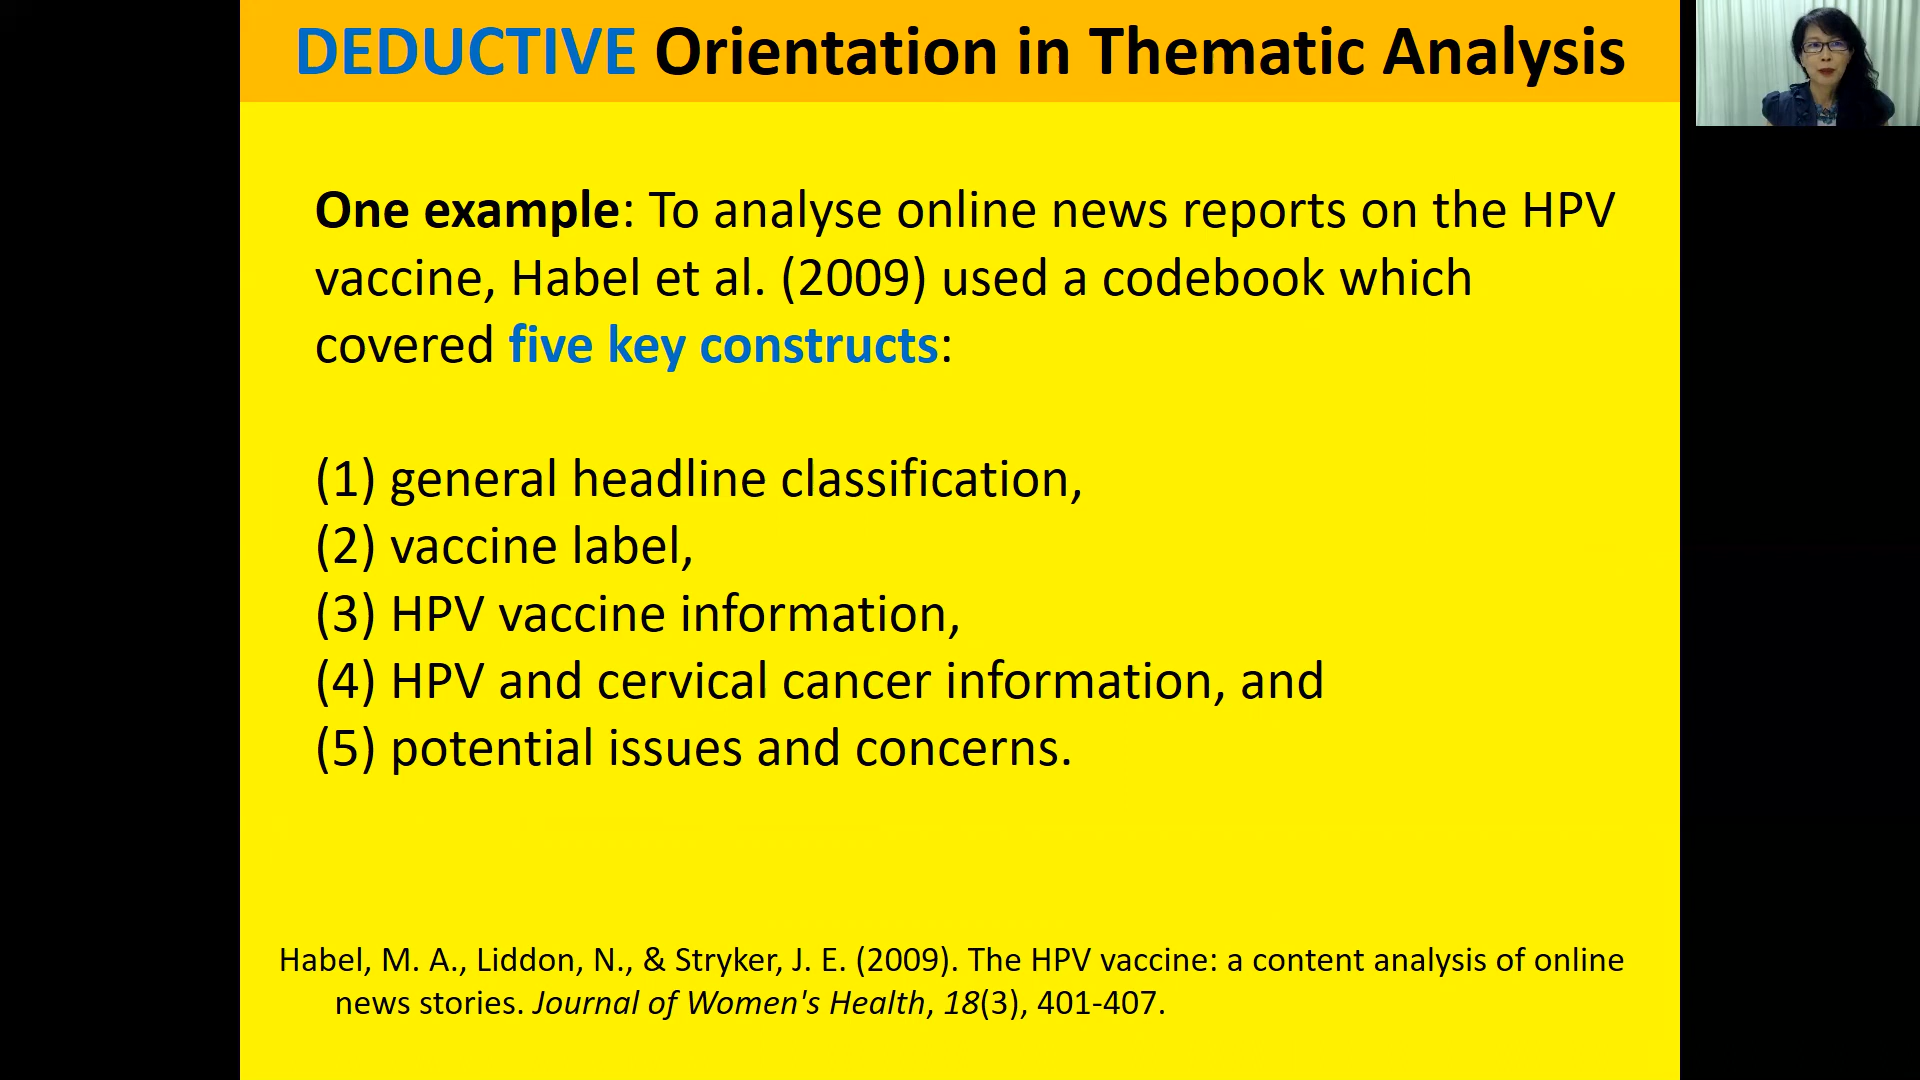 DEDUCTIVE Orientation in Thematic Analysis
One example: To analyse online news reports on the HPV
vaccine, Habel et al. (2009) used a codebook which
covered five key constructs:
(1) general headline classification,
(2) vaccine label,
(3) HPV vaccine information,
(4) HPV and cervical cancer information, and
(5) potential issues and concerns.
Habel, M. A., Liddon, N., & Stryker, J. E. (2009). The HPV vaccine: a content analysis of online
news stories. Journal of Women's Health, 18(3), 401-407.